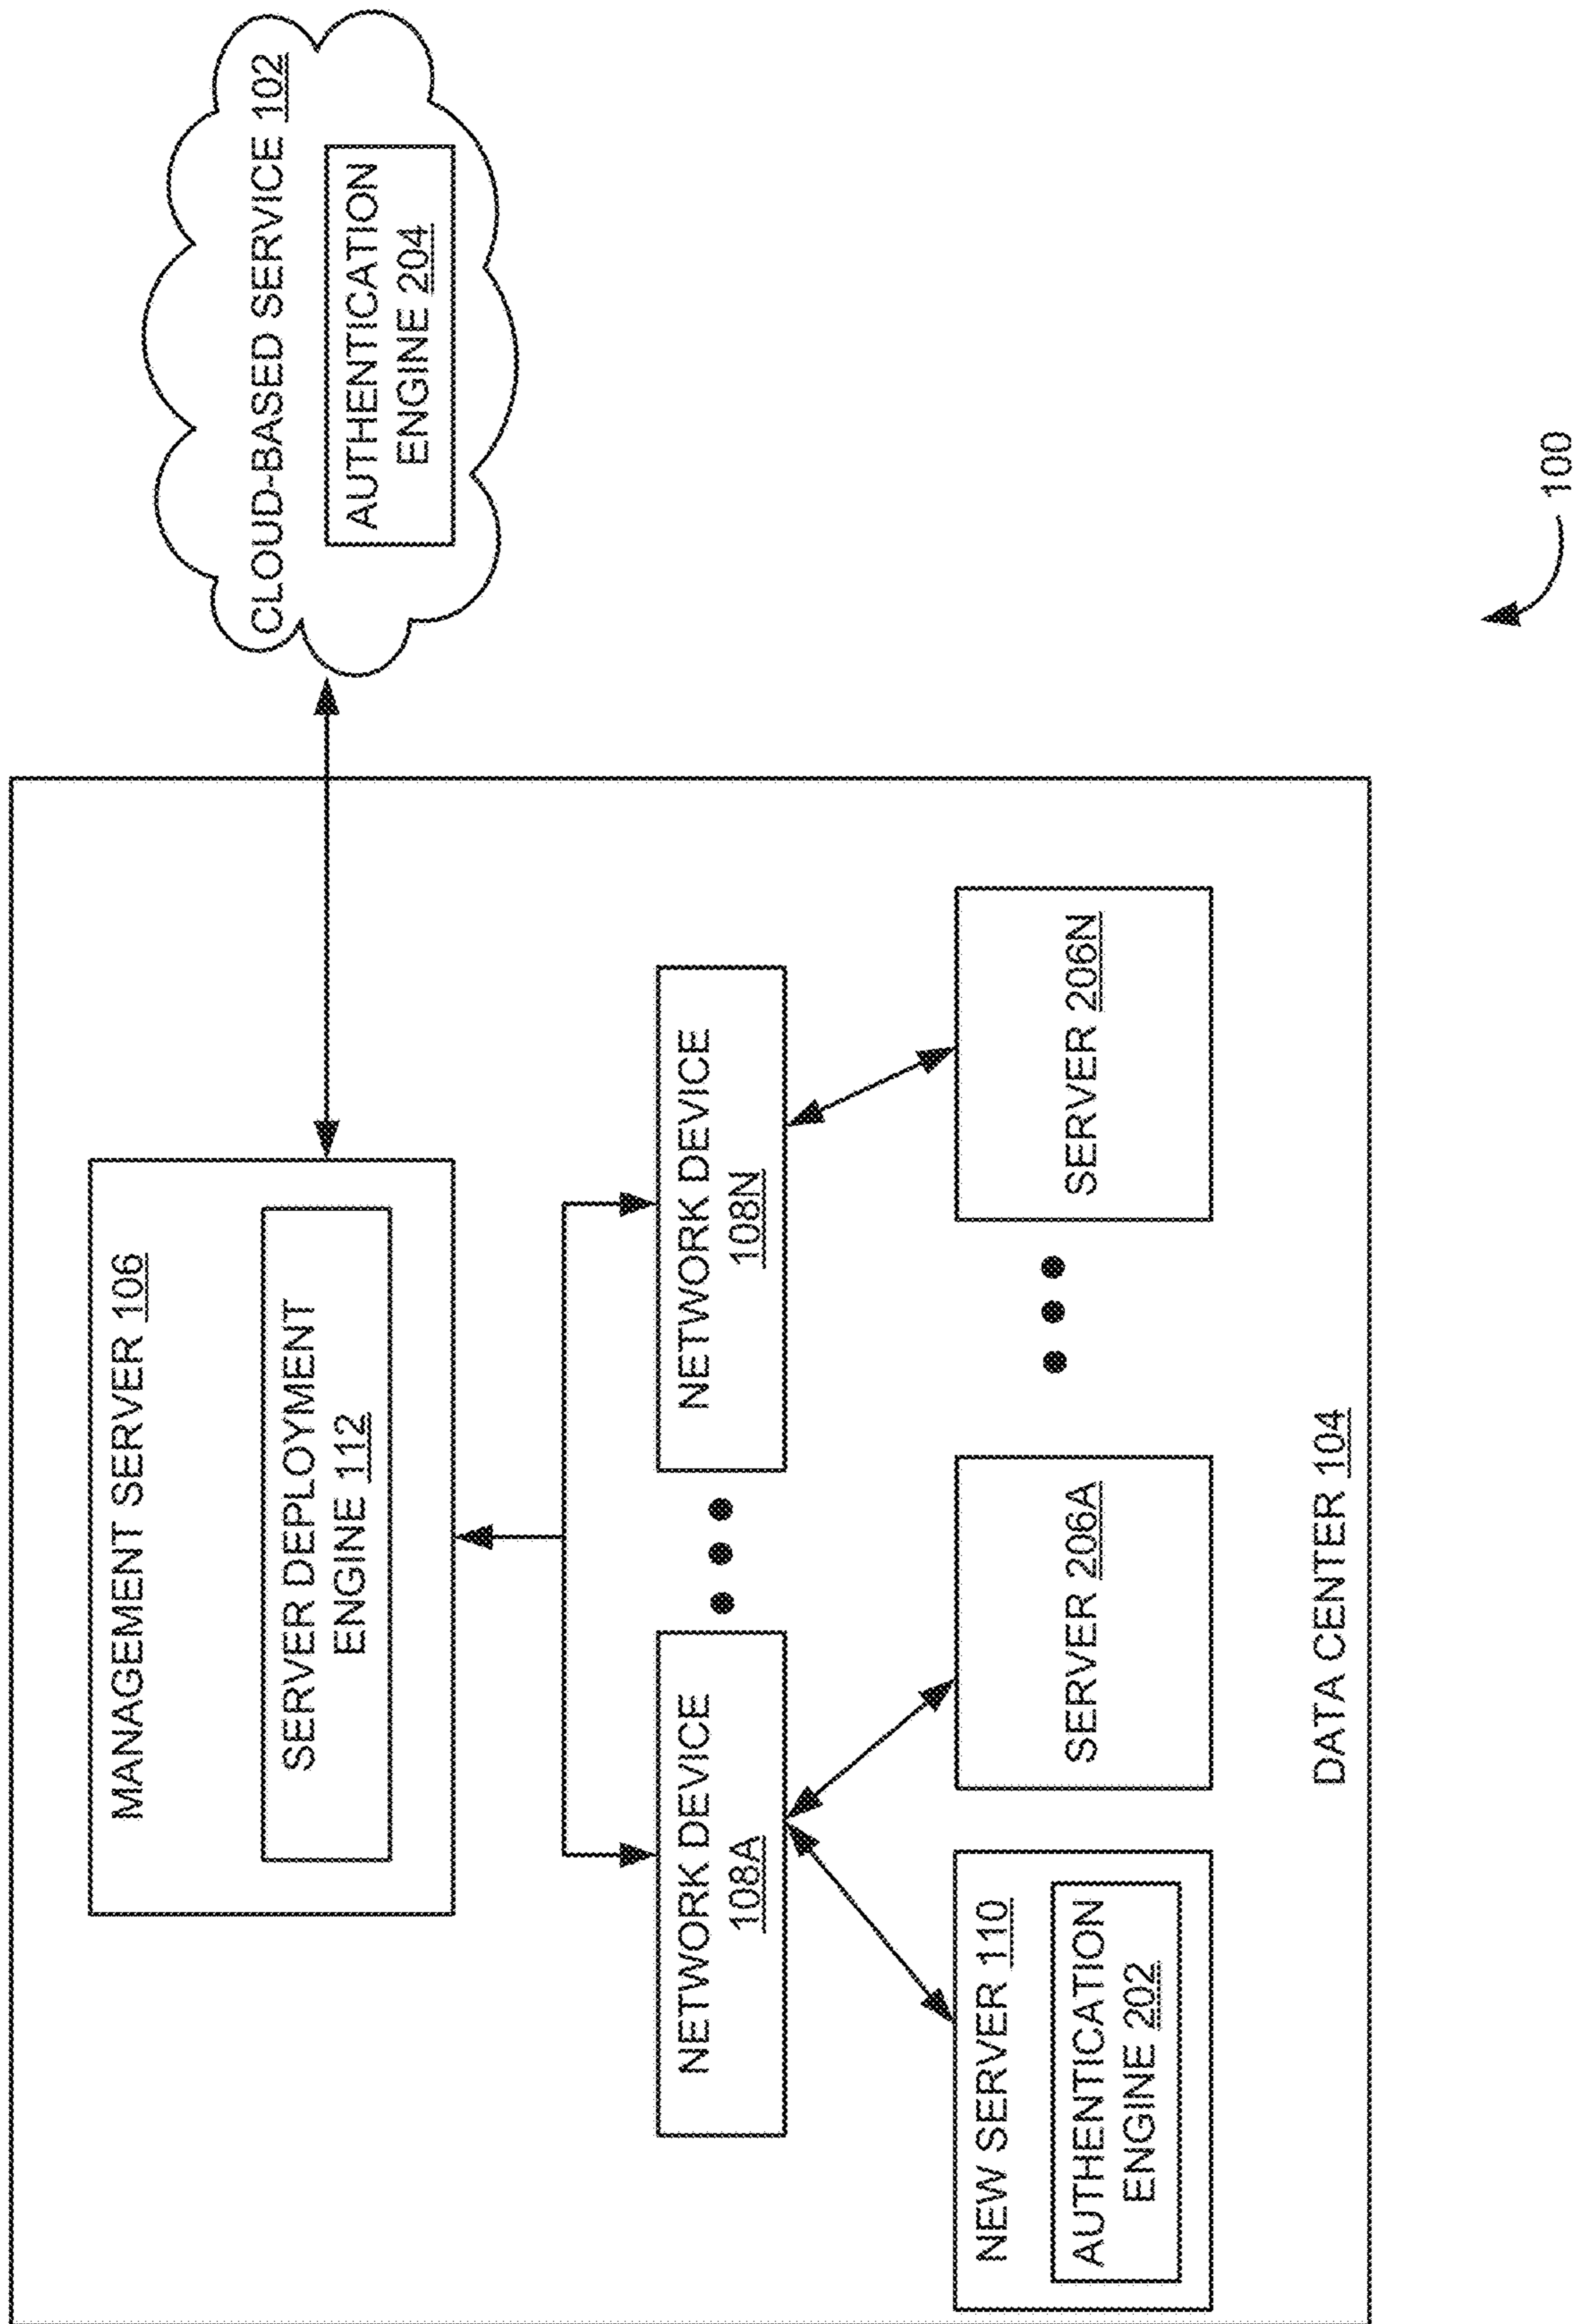 MANAGEMENT SERVER 106
SERVER DEPLOYMENT
ENGINE 112
CLOUD-BASED SERVICE 102
AUTHENTICATION
ENGINE 204
NETWORK DEVICE
108A
NETWORK DEVICE
108N
NEW SERVER 110
AUTHENTICATION
ENGINE 202
SERVER 206A
SERVER 206N
DATA CENTER 104
100